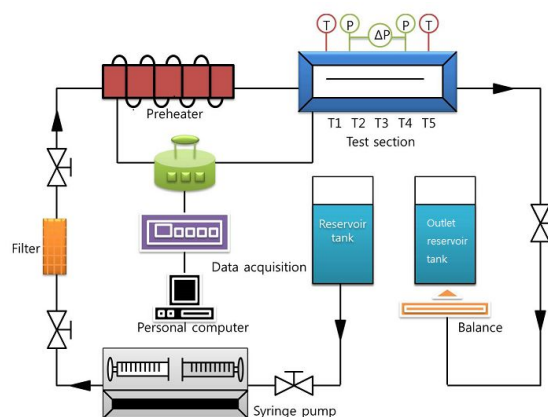 T P ΔP P T
Preheater
T1 T2 T3 T4 T5
Test section
Reservoir
tank
Outlet
reservoir
tank
Filter
Data acquisition
Personal computer
Balance
Syringe pump